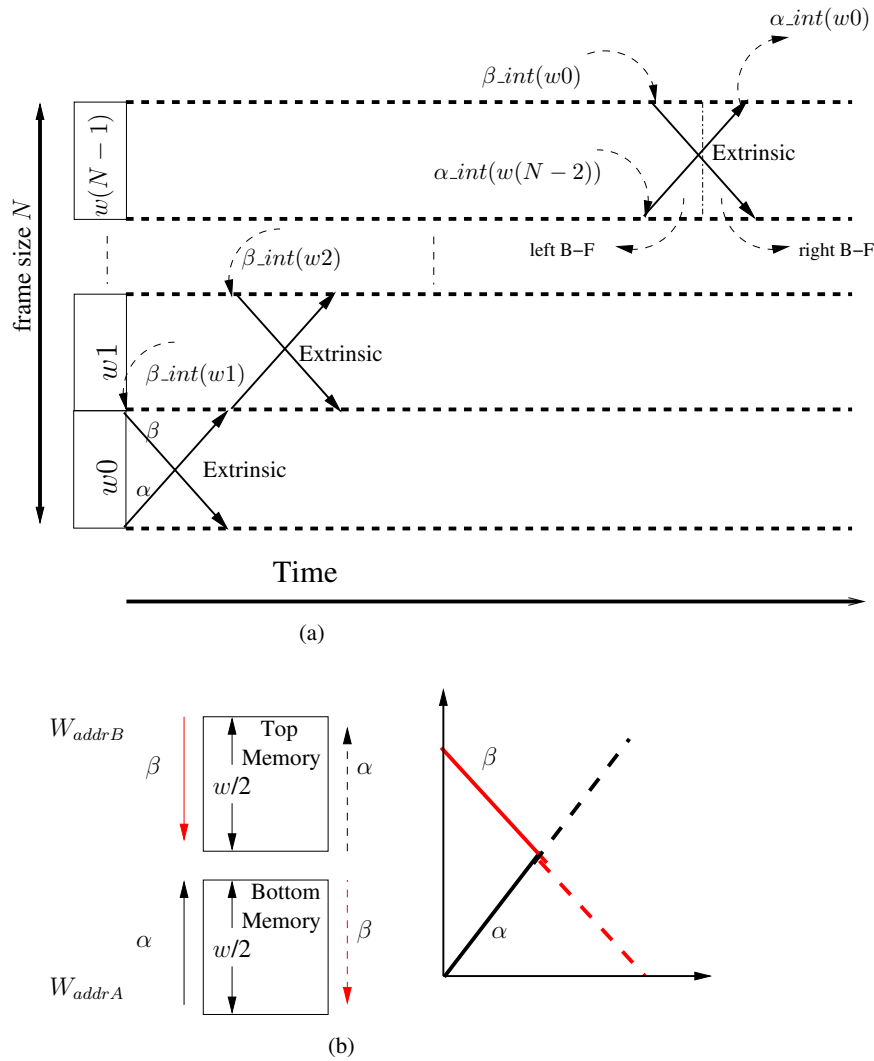 α_int(w0)
β_int(w0)
Extrinsic
α_int(w(N − 2))
w(N − 1)
left B−F
right B−F
frame size N
β_int(w2)
Extrinsic
w1
β_int(w1)
β
Extrinsic
w0
α
Time
(a)
W_addrB
Top
Memory
β
w/2
α
β
Bottom
Memory
α
w/2
β
α
W_addrA
(b)